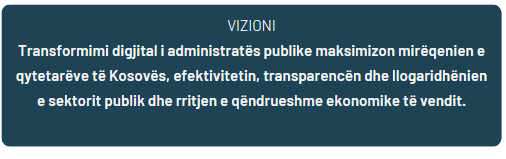 VIZIONI
Transformimi digjital i administratës publike maksimizon mirëqenien e
qytetarëve të Kosovës, efektivitetin, transparencën dhe llogaridhënien
e sektorit publik dhe rritjen e qëndrueshme ekonomike të vendit.